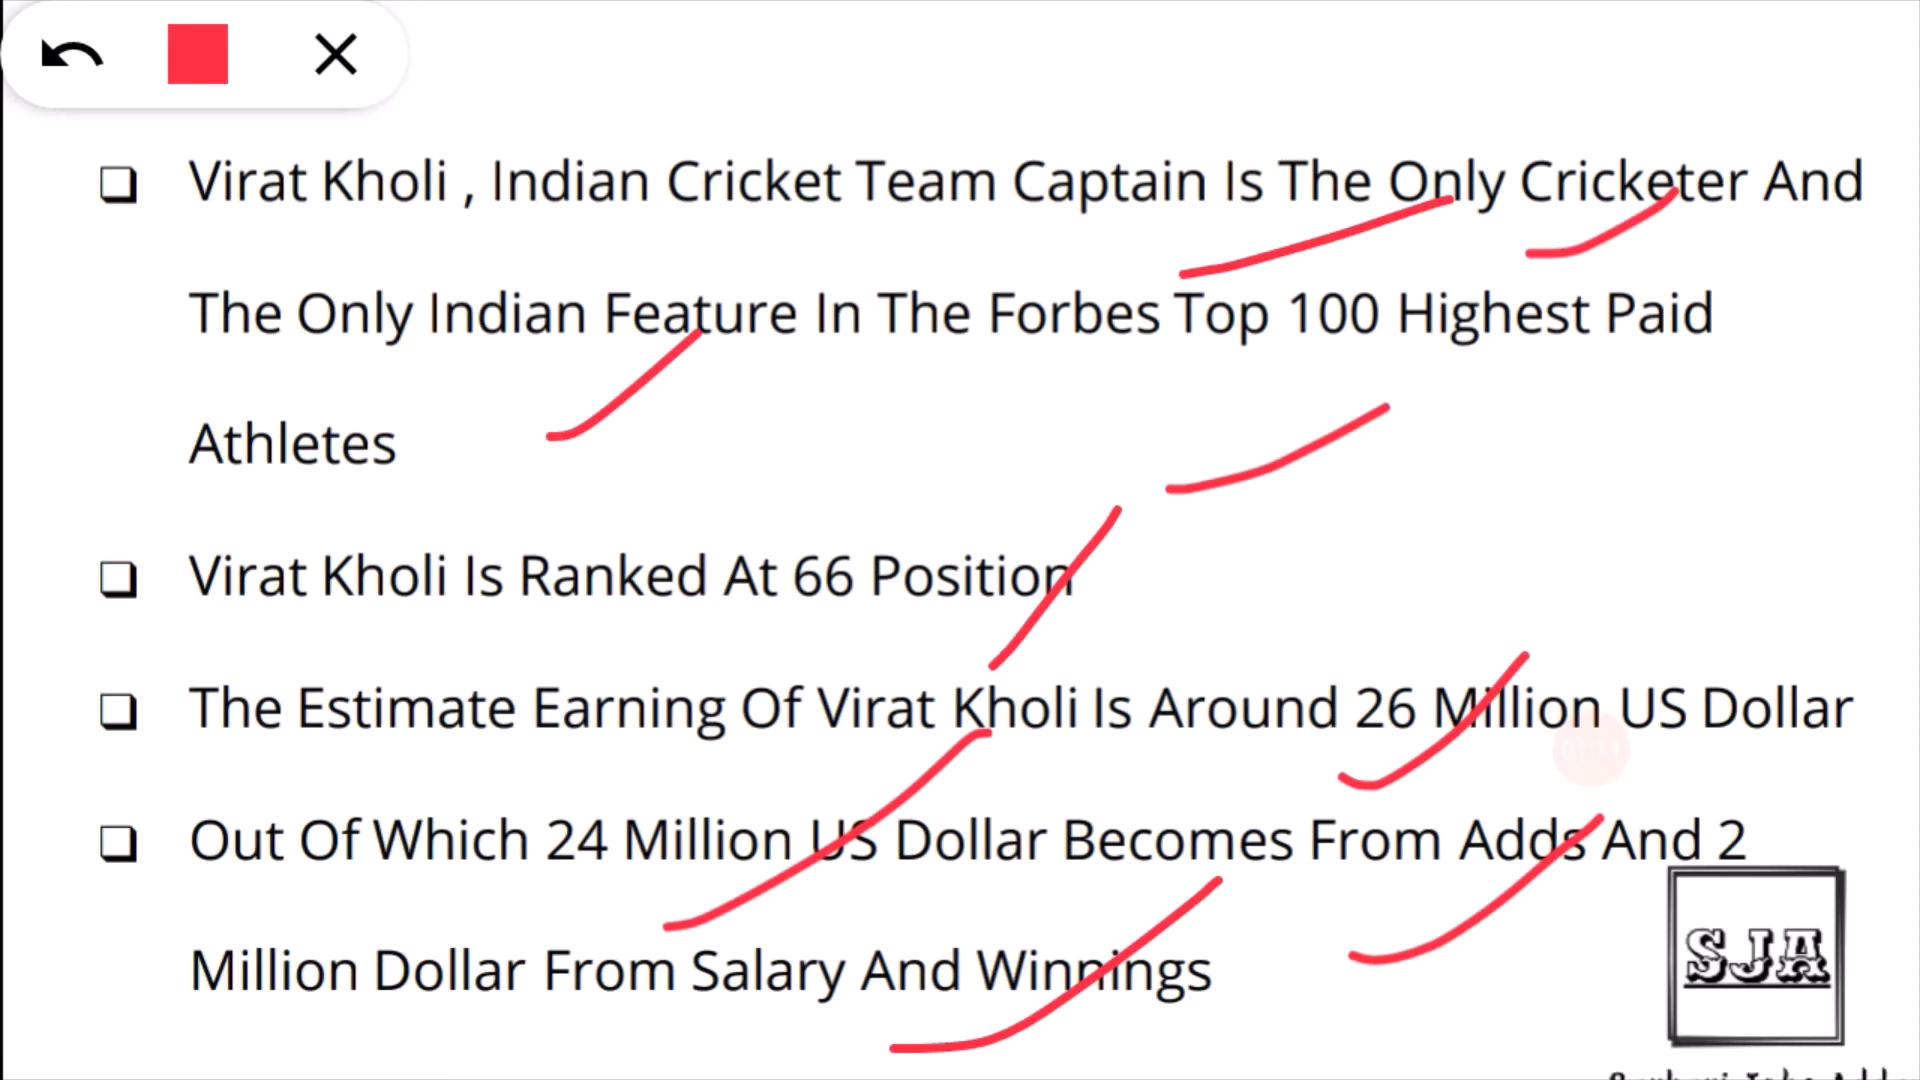 Virat Kholi , Indian Cricket Team Captain Is The Only Cricketer And
The Only Indian Feature In The Forbes Top 100 Highest Paid
Athletes
Virat Kholi Is Ranked At 66 Position
The Estimate Earning Of Virat Kholi Is Around 26 Million US Dollar
Out Of Which 24 Million US Dollar Becomes From Adds And 2
Million Dollar From Salary And Winnings
SJA